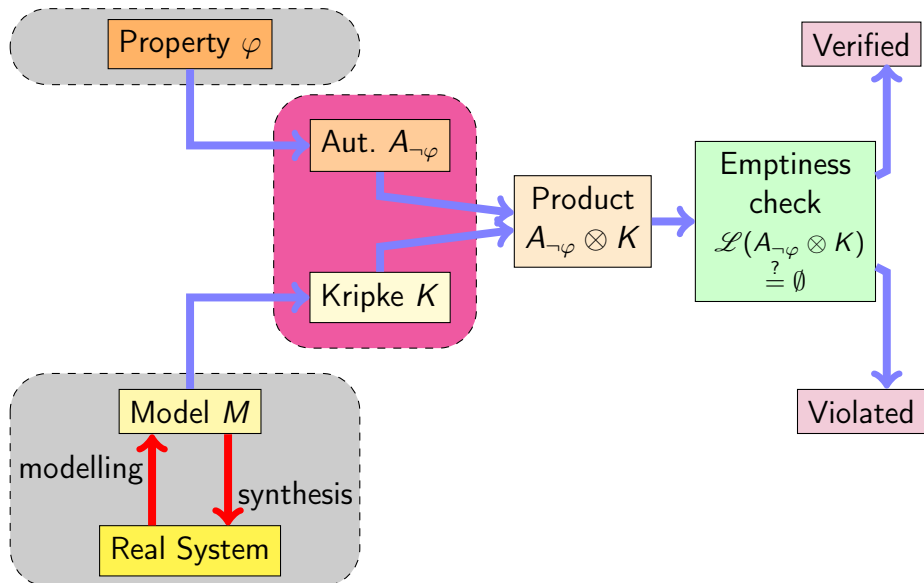 Property φ
Verified
Aut. A¬φ
Emptiness
check
ℒ(A¬φ ⊗ K)
?
= ∅
Product
A¬φ ⊗ K
Kripke K
Model M
Violated
modelling
synthesis
Real System